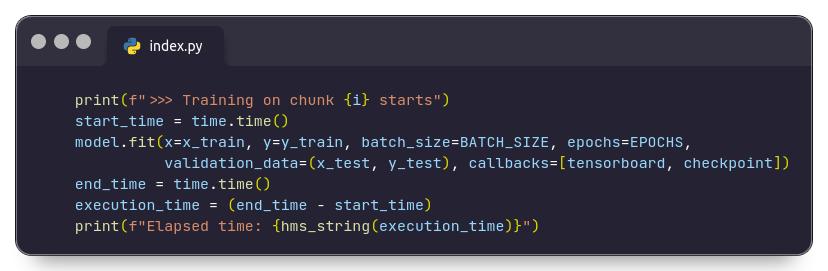 index.py
print(f">>> Training on chunk {i} starts")
start_time = time.time()
model.fit(x=x_train, y=y_train, batch_size=BATCH_SIZE, epochs=EPOCHS,
validation_data=(x_test, y_test), callbacks=[tensorboard, checkpoint])
end_time = time.time()
execution_time = (end_time - start_time)
print(f"Elapsed time: {hms_string(execution_time)}")